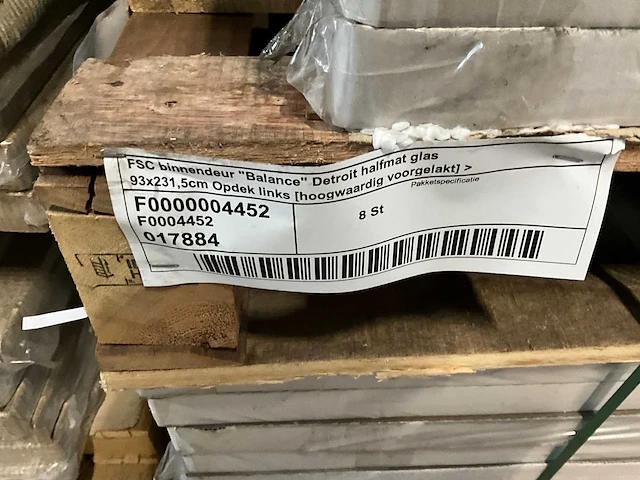 FSC binnendeur "Balance" Detroit halfmat glas
93x231,5cm Opdek links [hoogwaardig voorgelakt] >
Pakketspecificatie
F0000004452
F0004452
8 St
017884